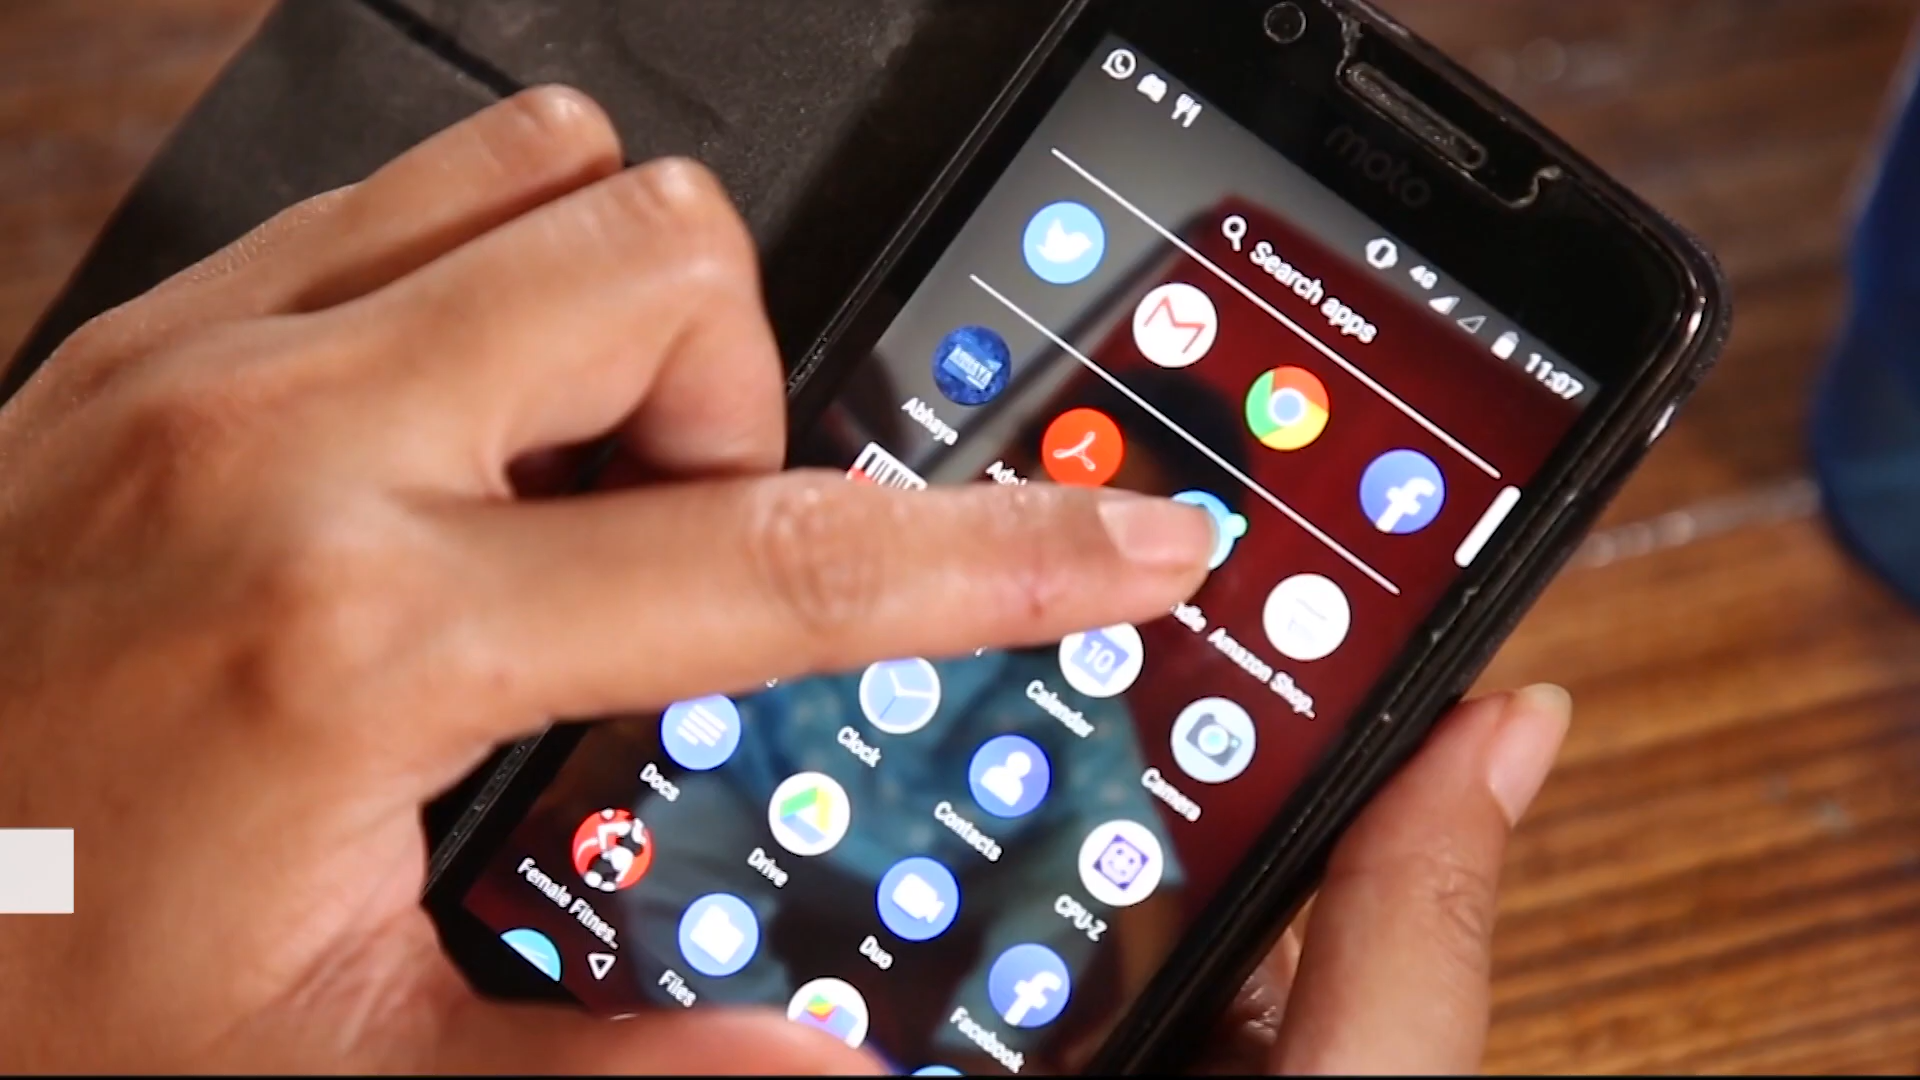 moto
4G
11:07
Search apps
Abhaya
Amazon Shop..
Calendar
Camera
Clock
Contacts
CPU-Z
Docs
Drive
Duo
Facebook
Female Fitnes..
Files
10